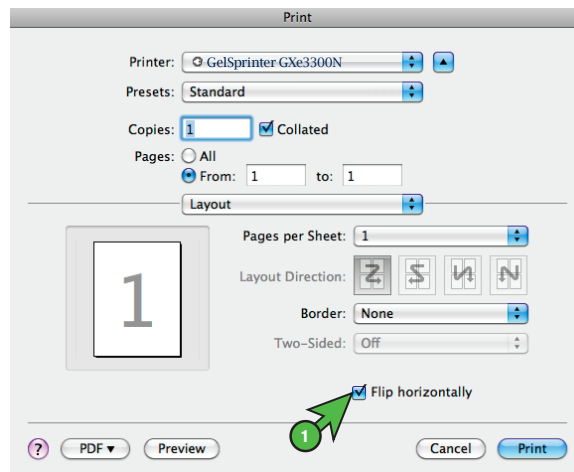 Print
Printer: GelSprinter GXe3300N
Presets: Standard
Copies: 1 Collated
Pages: All
From: 1 to: 1
Layout
Pages per Sheet: 1
1
Layout Direction:
Border: None
Two-Sided: Off
Flip horizontally
1
? PDF▼ Preview Cancel Print